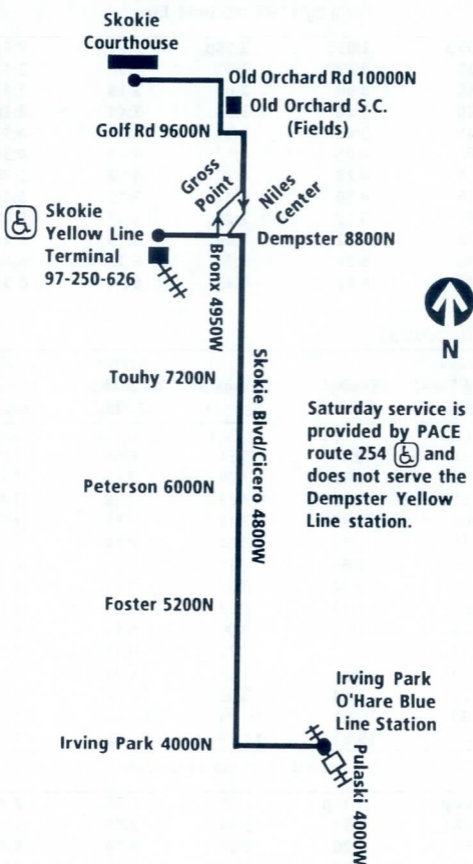 Skokie
Courthouse
Old Orchard Rd 10000N
Old Orchard S.C.
(Fields)
Golf Rd 9600N
Gross
Point
Niles
Center
Skokie
Yellow Line
Terminal
97-250-626
Dempster 8800N
Bronx 4950W
N
Touhy 7200N
Skokie Blvd/Cicero 4800W
Saturday service is
provided by PACE
route 254 and
does not serve the
Dempster Yellow
Line station.
Peterson 6000N
Foster 5200N
Irving Park
O'Hare Blue
Line Station
Irving Park 4000N
Pulaski 4000W